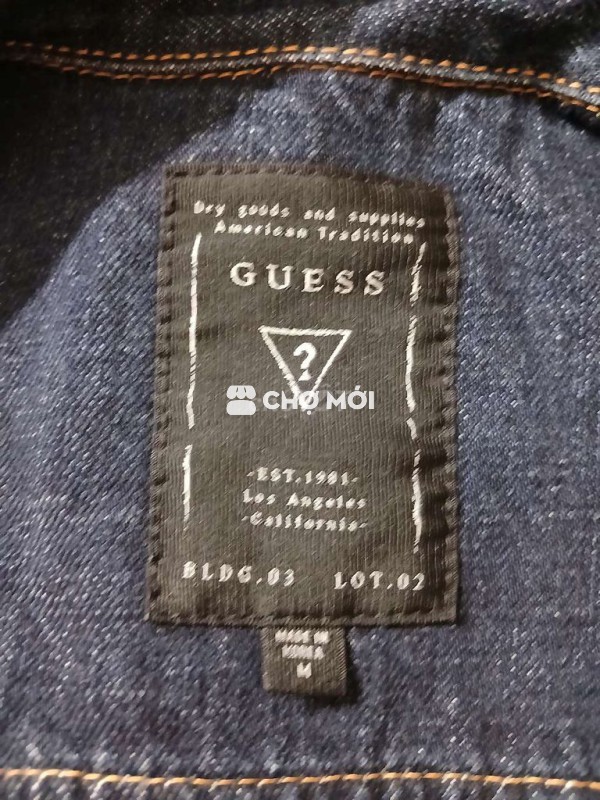 Dry goods and supplies
American Tradition
GUESS
?
CHỢ MỚI
-EST.1981-
Los Angeles
-California-
BLDG.03 LOT.02
MADE IN
KOREA
M